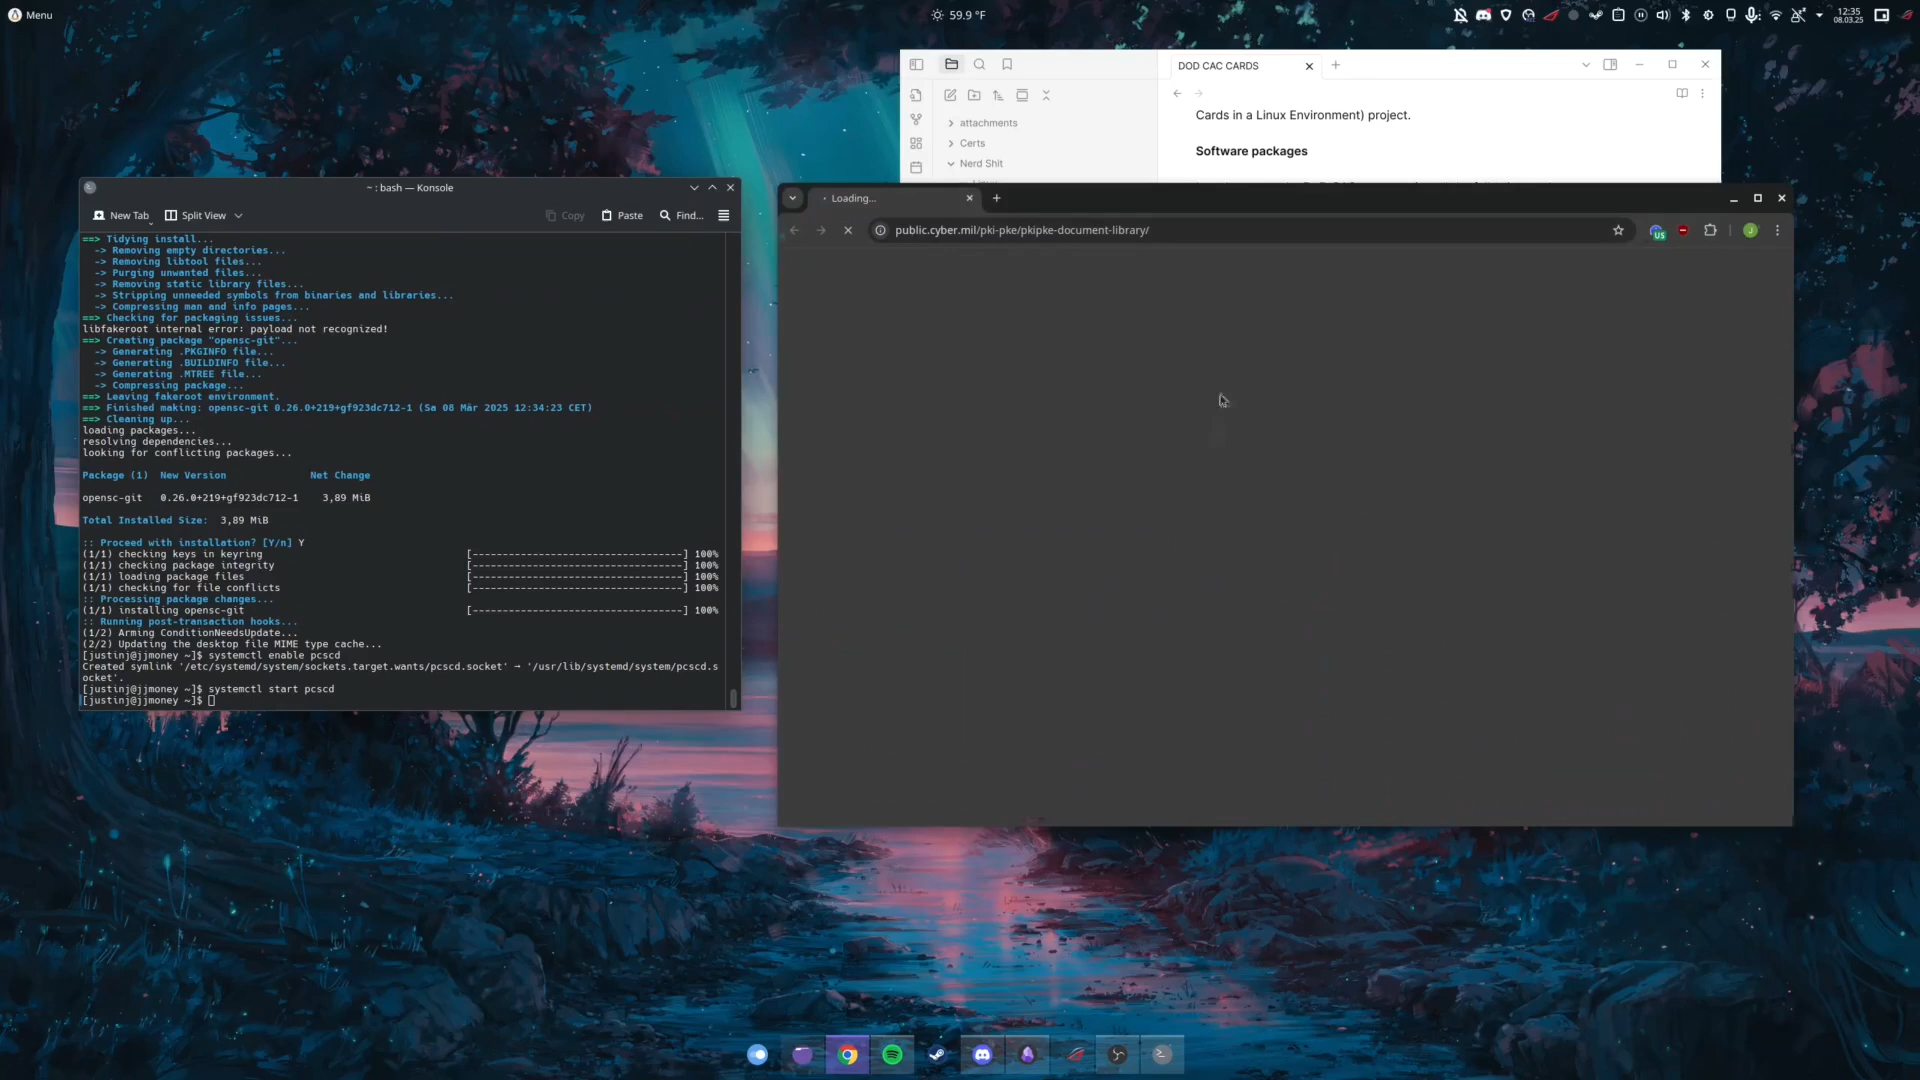 Menu
59.9 °F
12:35
08.03.25
DOD CAC CARDS
Cards in a Linux Environment) project.
Software packages
attachments
Certs
Nerd Shit
~ : bash — Konsole
New Tab
Split View
Copy
Paste
Find...
==> Tidying install...
-> Removing empty directories...
-> Removing libtool files...
-> Purging unwanted files...
-> Removing static library files...
-> Stripping unneeded symbols from binaries and libraries...
-> Compressing man and info pages...
==> Checking for packaging issues...
libfakeroot internal error: payload not recognized!
==> Creating package "opensc-git"...
-> Generating .PKGINFO file...
-> Generating .BUILDINFO file...
-> Generating .MTREE file...
-> Compressing package...
==> Leaving fakeroot environment.
==> Finished making: opensc-git 0.26.0+219+gf923dc712-1 (Sa 08 Mär 2025 12:34:23 CET)
==> Cleaning up...
loading packages...
resolving dependencies...
looking for conflicting packages...
Package (1) New Version Net Change
opensc-git 0.26.0+219+gf923dc712-1 3,89 MiB
Total Installed Size: 3,89 MiB
:: Proceed with installation? [Y/n] Y
(1/1) checking keys in keyring [----------------------------------] 100%
(1/1) checking package integrity [----------------------------------] 100%
(1/1) loading package files [----------------------------------] 100%
(1/1) checking for file conflicts [----------------------------------] 100%
:: Processing package changes...
(1/1) installing opensc-git [----------------------------------] 100%
:: Running post-transaction hooks...
(1/2) Arming ConditionNeedsUpdate...
(2/2) Updating the desktop file MIME type cache...
[justinj@jjmoney ~]$ systemctl enable pcscd
Created symlink '/etc/systemd/system/sockets.target.wants/pcscd.socket' → '/usr/lib/systemd/system/pcscd.s
ocket'.
[justinj@jjmoney ~]$ systemctl start pcscd
[justinj@jjmoney ~]$
Loading...
public.cyber.mil/pki-pke/pkipke-document-library/
US
J